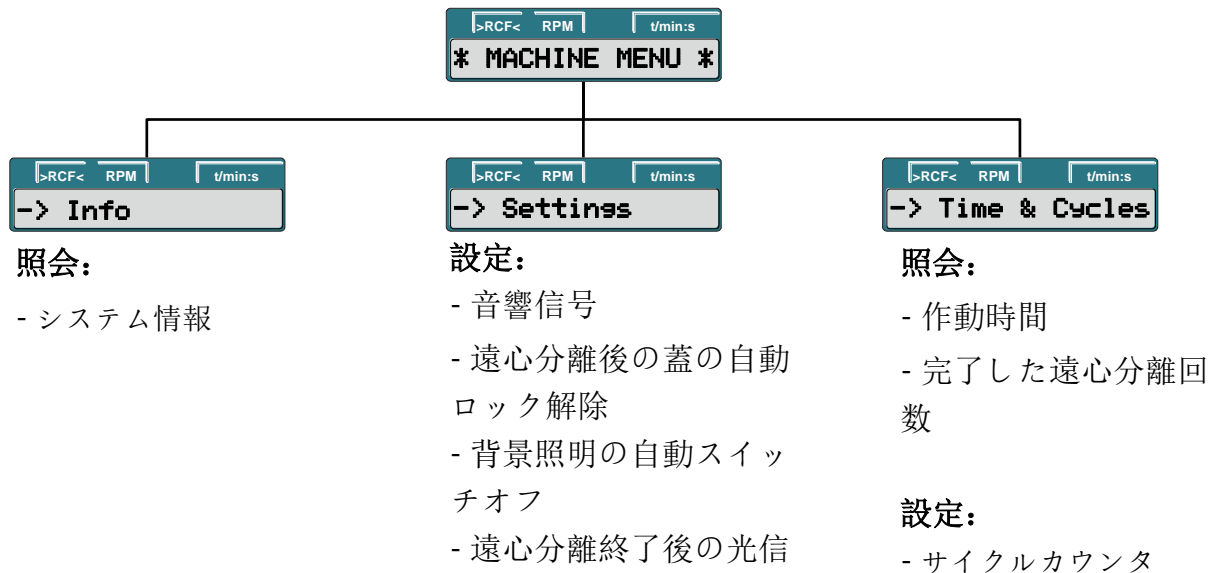 >RCF< RPM t/min:s
* MACHINE MENU *
>RCF< RPM t/min:s
-> Info
照会：
- システム情報
>RCF< RPM t/min:s
-> Settings
設定：
- 音響信号
- 遠心分離後の蓋の自動
ロック解除
- 背景照明の自動スイッ
チオフ
- 遠心分離終了後の光信
>RCF< RPM t/min:s
-> Time & Cycles
照会：
- 作動時間
- 完了した遠心分離回
数
設定：
- サイクルカウンタ